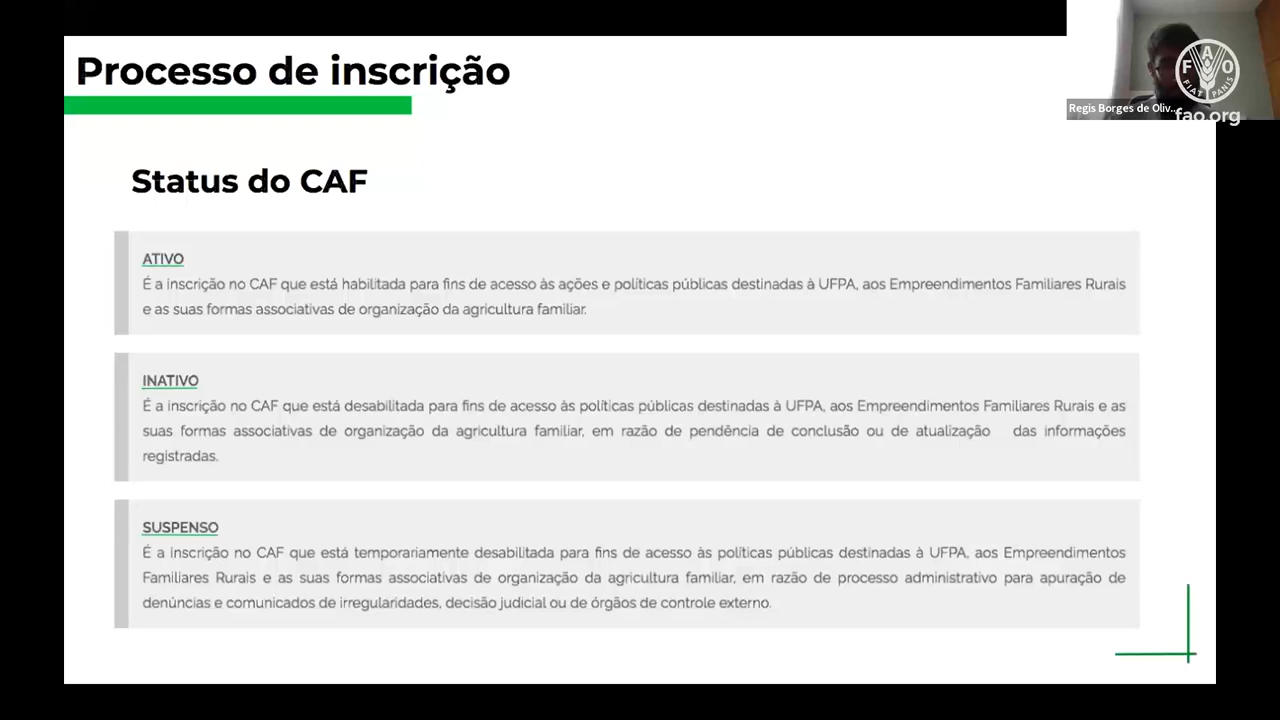 Processo de inscrição
Regis Borges de Oliv...
F A O
FIAT PANIS
fao.org
Status do CAF
ATIVO
É a inscrição no CAF que está habilitada para fins de acesso às ações e políticas públicas destinadas à UFPA, aos Empreendimentos Familiares Rurais
e as suas formas associativas de organização da agricultura familiar.
INATIVO
É a inscrição no CAF que está desabilitada para fins de acesso às políticas públicas destinadas à UFPA, aos Empreendimentos Familiares Rurais e as
suas formas associativas de organização da agricultura familiar, em razão de pendência de conclusão ou de atualização das informações
registradas.
SUSPENSO
É a inscrição no CAF que está temporariamente desabilitada para fins de acesso às políticas públicas destinadas à UFPA, aos Empreendimentos
Familiares Rurais e as suas formas associativas de organização da agricultura familiar, em razão de processo administrativo para apuração de
denúncias e comunicados de irregularidades, decisão judicial ou de órgãos de controle externo.